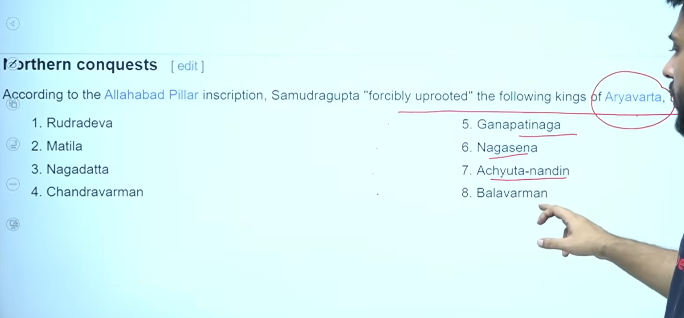 Northern conquests [ edit ]
According to the Allahabad Pillar inscription, Samudragupta "forcibly uprooted" the following kings of Aryavarta,
1. Rudradeva
2. Matila
3. Nagadatta
4. Chandravarman
5. Ganapatinaga
6. Nagasena
7. Achyuta-nandin
8. Balavarman